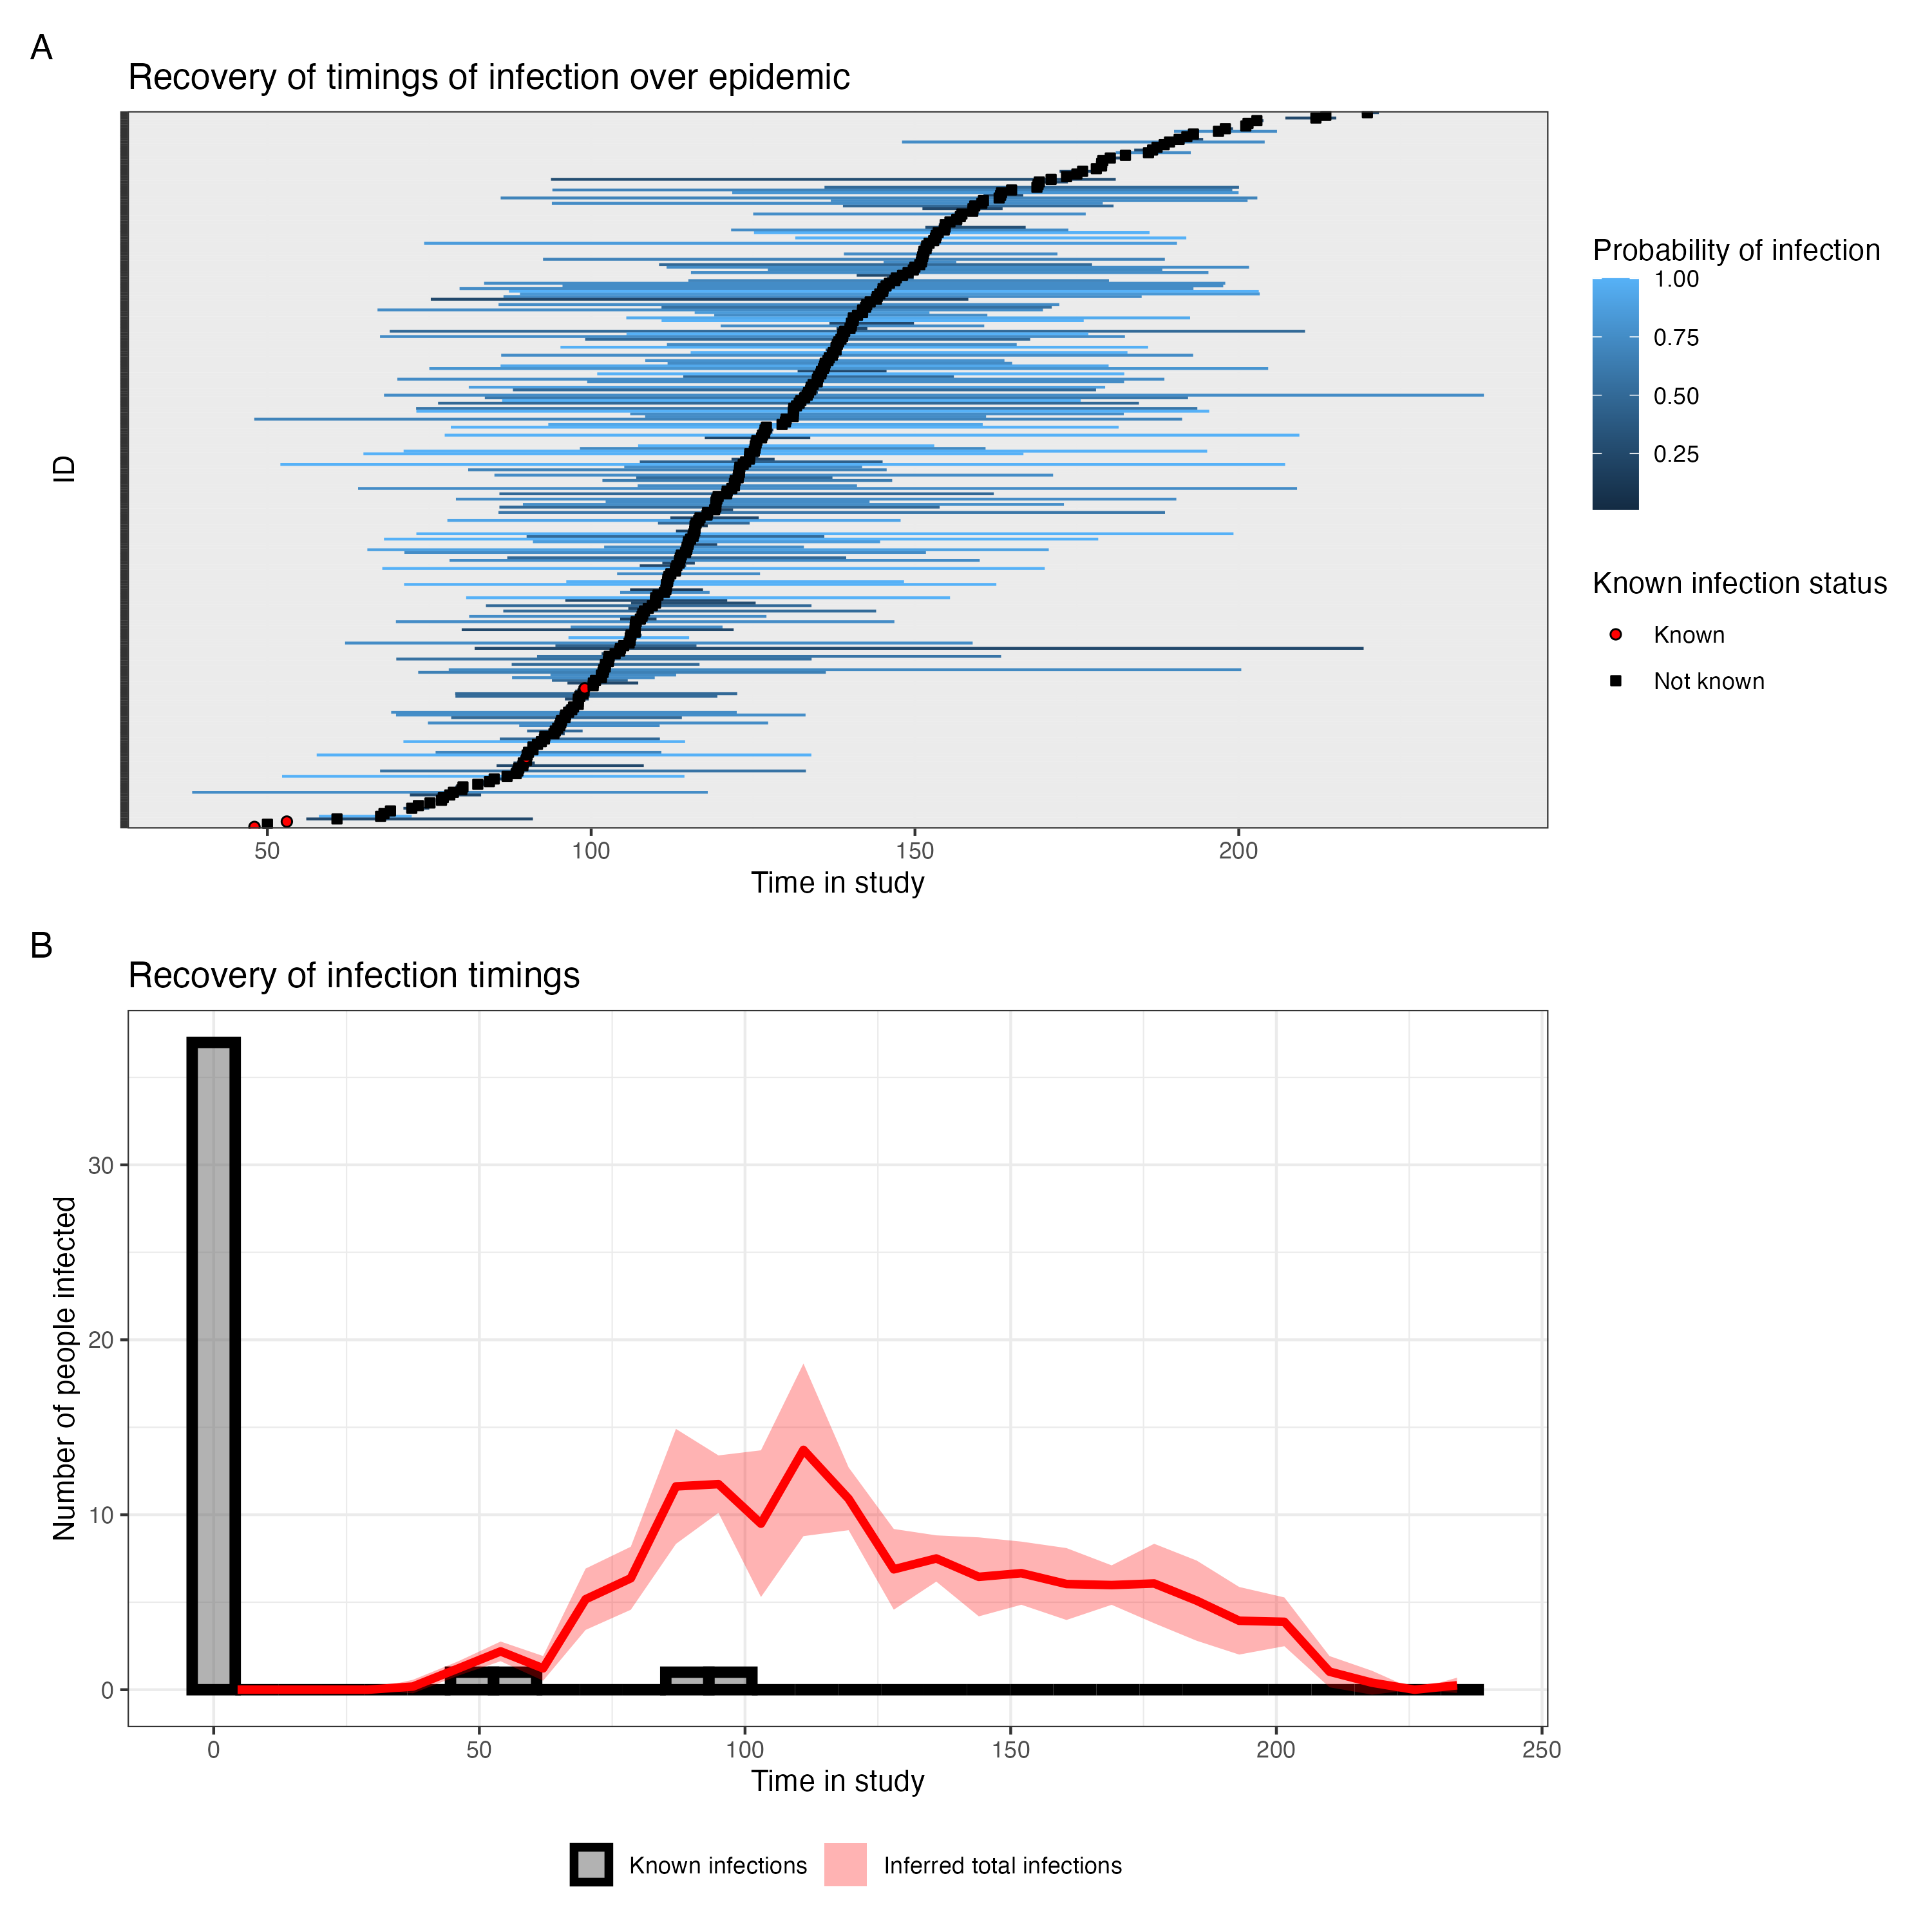 A
Recovery of timings of infection over epidemic
ID
50 100 150 200
Time in study
Probability of infection
1.00
0.75
0.50
0.25
Known infection status
Known
Not known
B
Recovery of infection timings
Number of people infected
30
20
10
0
0 50 100 150 200 250
Time in study
Known infections Inferred total infections